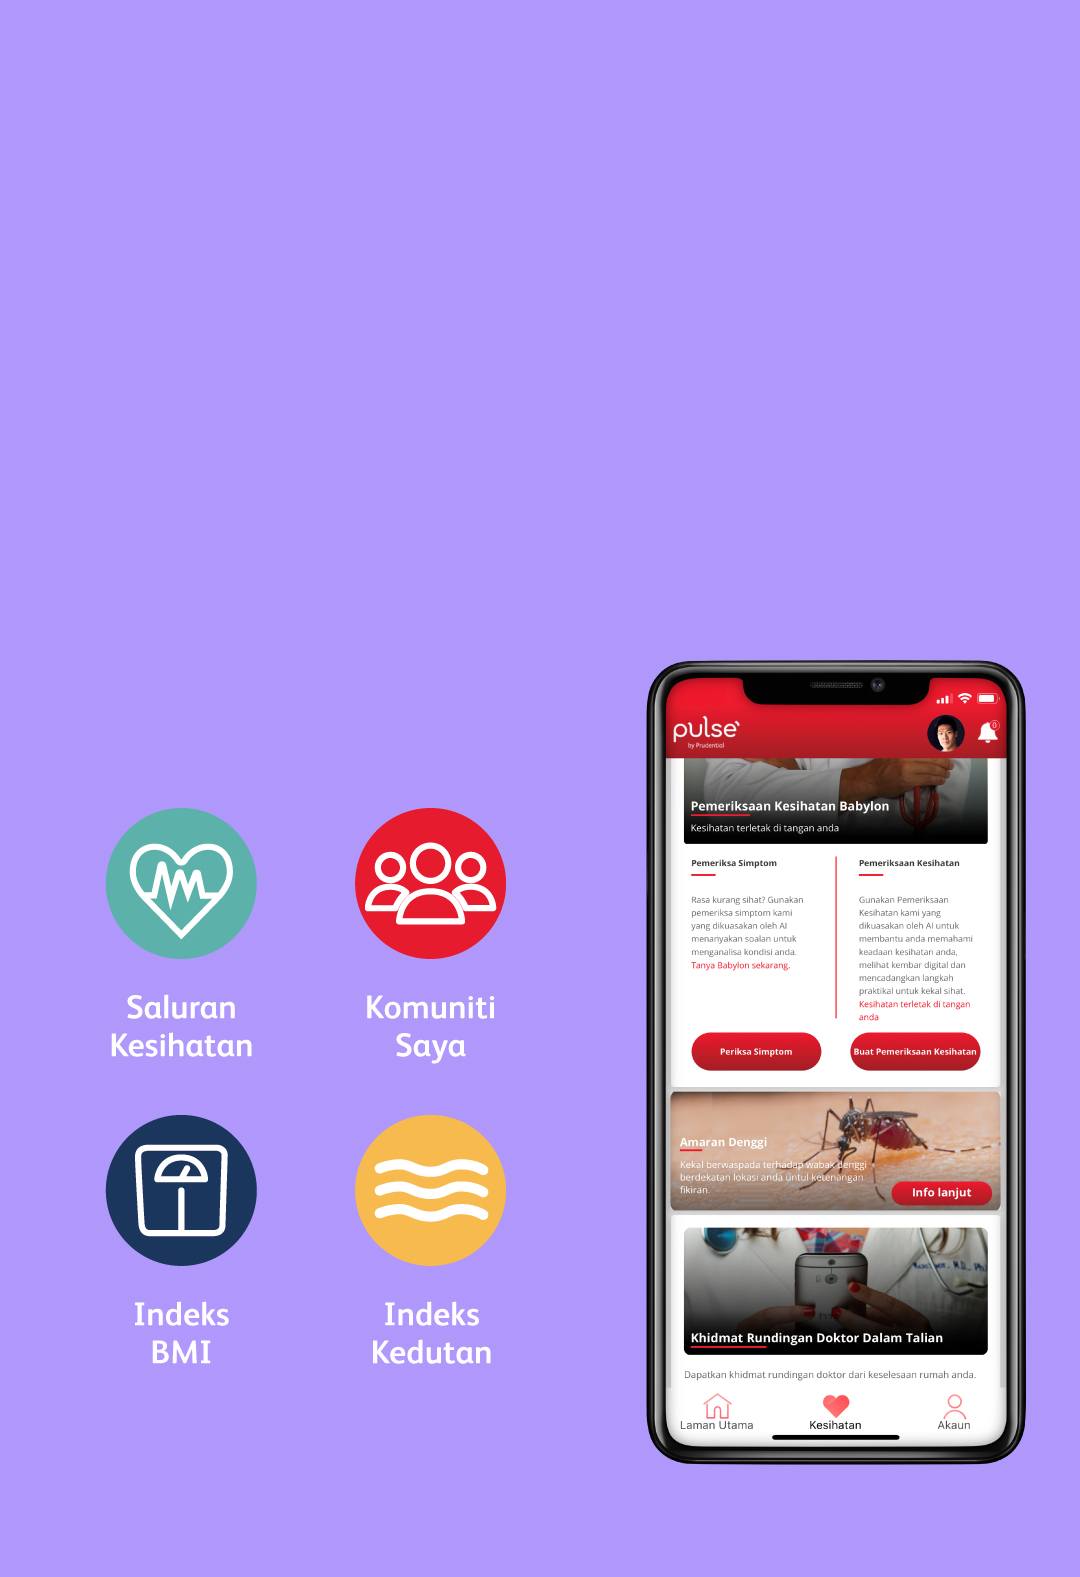 Saluran
Kesihatan
Komuniti
Saya
Indeks
BMI
Indeks
Kedutan
pulse
by Prudential
0
Pemeriksaan Kesihatan Babylon
Kesihatan terletak di tangan anda
Pemeriksa Simptom
Rasa kurang sihat? Gunakan
pemeriksa simptom kami
yang dikuasakan oleh AI
menanyakan soalan untuk
menganalisa kondisi anda.
Tanya Babylon sekarang.
Periksa Simptom
Pemeriksaan Kesihatan
Gunakan Pemeriksaan
Kesihatan kami yang
dikuasakan oleh AI untuk
membantu anda memahami
keadaan kesihatan anda,
melihat kembar digital dan
mencadangkan langkah
praktikal untuk kekal sihat.
Kesihatan terletak di tangan
anda
Buat Pemeriksaan Kesihatan
Amaran Denggi
Kekal berwaspada terhadap wabak denggi
berdekatan lokasi anda untul ketenangan
fikiran.
Info lanjut
M.D., Ph
Khidmat Rundingan Doktor Dalam Talian
Dapatkan khidmat rundingan doktor dari keselesaan rumah anda.
Laman Utama
Kesihatan
Akaun